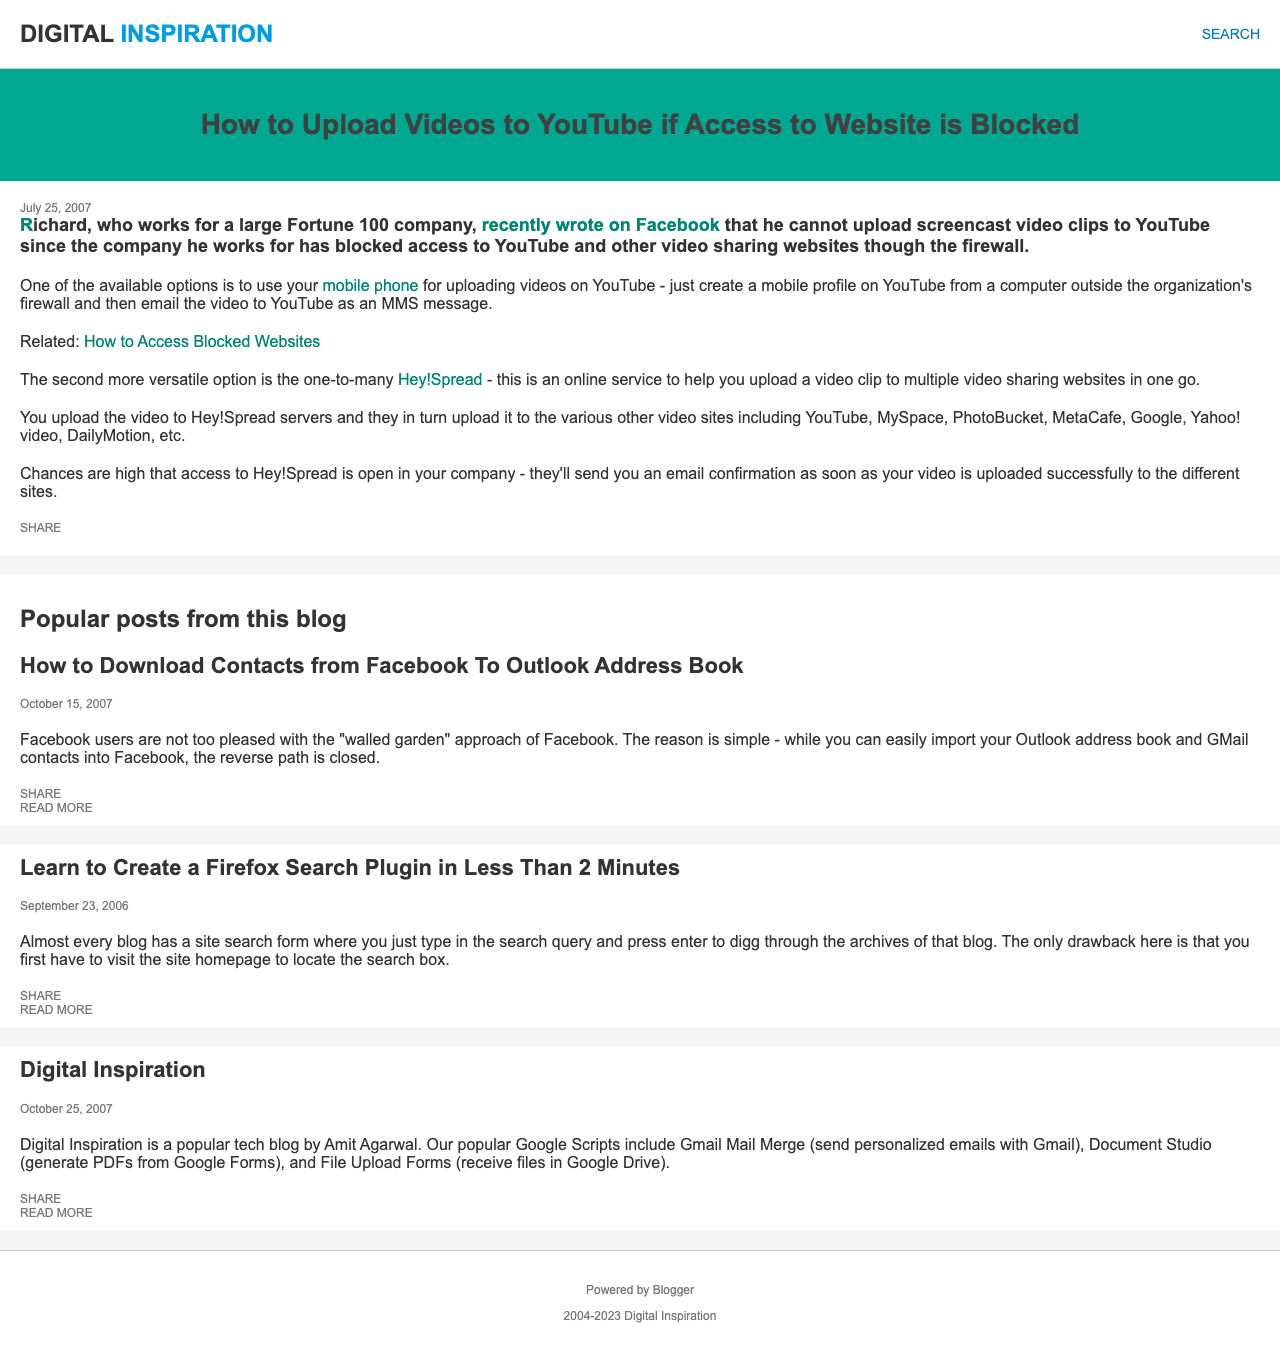 DIGITAL INSPIRATION
SEARCH
How to Upload Videos to YouTube if Access to Website is Blocked
July 25, 2007
Richard, who works for a large Fortune 100 company, recently wrote on Facebook that he cannot upload screencast video clips to YouTube
since the company he works for has blocked access to YouTube and other video sharing websites though the firewall.
One of the available options is to use your mobile phone for uploading videos on YouTube - just create a mobile profile on YouTube from a computer outside the organization's
firewall and then email the video to YouTube as an MMS message.
Related: How to Access Blocked Websites
The second more versatile option is the one-to-many Hey!Spread - this is an online service to help you upload a video clip to multiple video sharing websites in one go.
You upload the video to Hey!Spread servers and they in turn upload it to the various other video sites including YouTube, MySpace, PhotoBucket, MetaCafe, Google, Yahoo!
video, DailyMotion, etc.
Chances are high that access to Hey!Spread is open in your company - they'll send you an email confirmation as soon as your video is uploaded successfully to the different
sites.
SHARE
Popular posts from this blog
How to Download Contacts from Facebook To Outlook Address Book
October 15, 2007
Facebook users are not too pleased with the "walled garden" approach of Facebook. The reason is simple - while you can easily import your Outlook address book and GMail
contacts into Facebook, the reverse path is closed.
SHARE
READ MORE
Learn to Create a Firefox Search Plugin in Less Than 2 Minutes
September 23, 2006
Almost every blog has a site search form where you just type in the search query and press enter to digg through the archives of that blog. The only drawback here is that you
first have to visit the site homepage to locate the search box.
SHARE
READ MORE
Digital Inspiration
October 25, 2007
Digital Inspiration is a popular tech blog by Amit Agarwal. Our popular Google Scripts include Gmail Mail Merge (send personalized emails with Gmail), Document Studio
(generate PDFs from Google Forms), and File Upload Forms (receive files in Google Drive).
SHARE
READ MORE
Powered by Blogger
2004-2023 Digital Inspiration